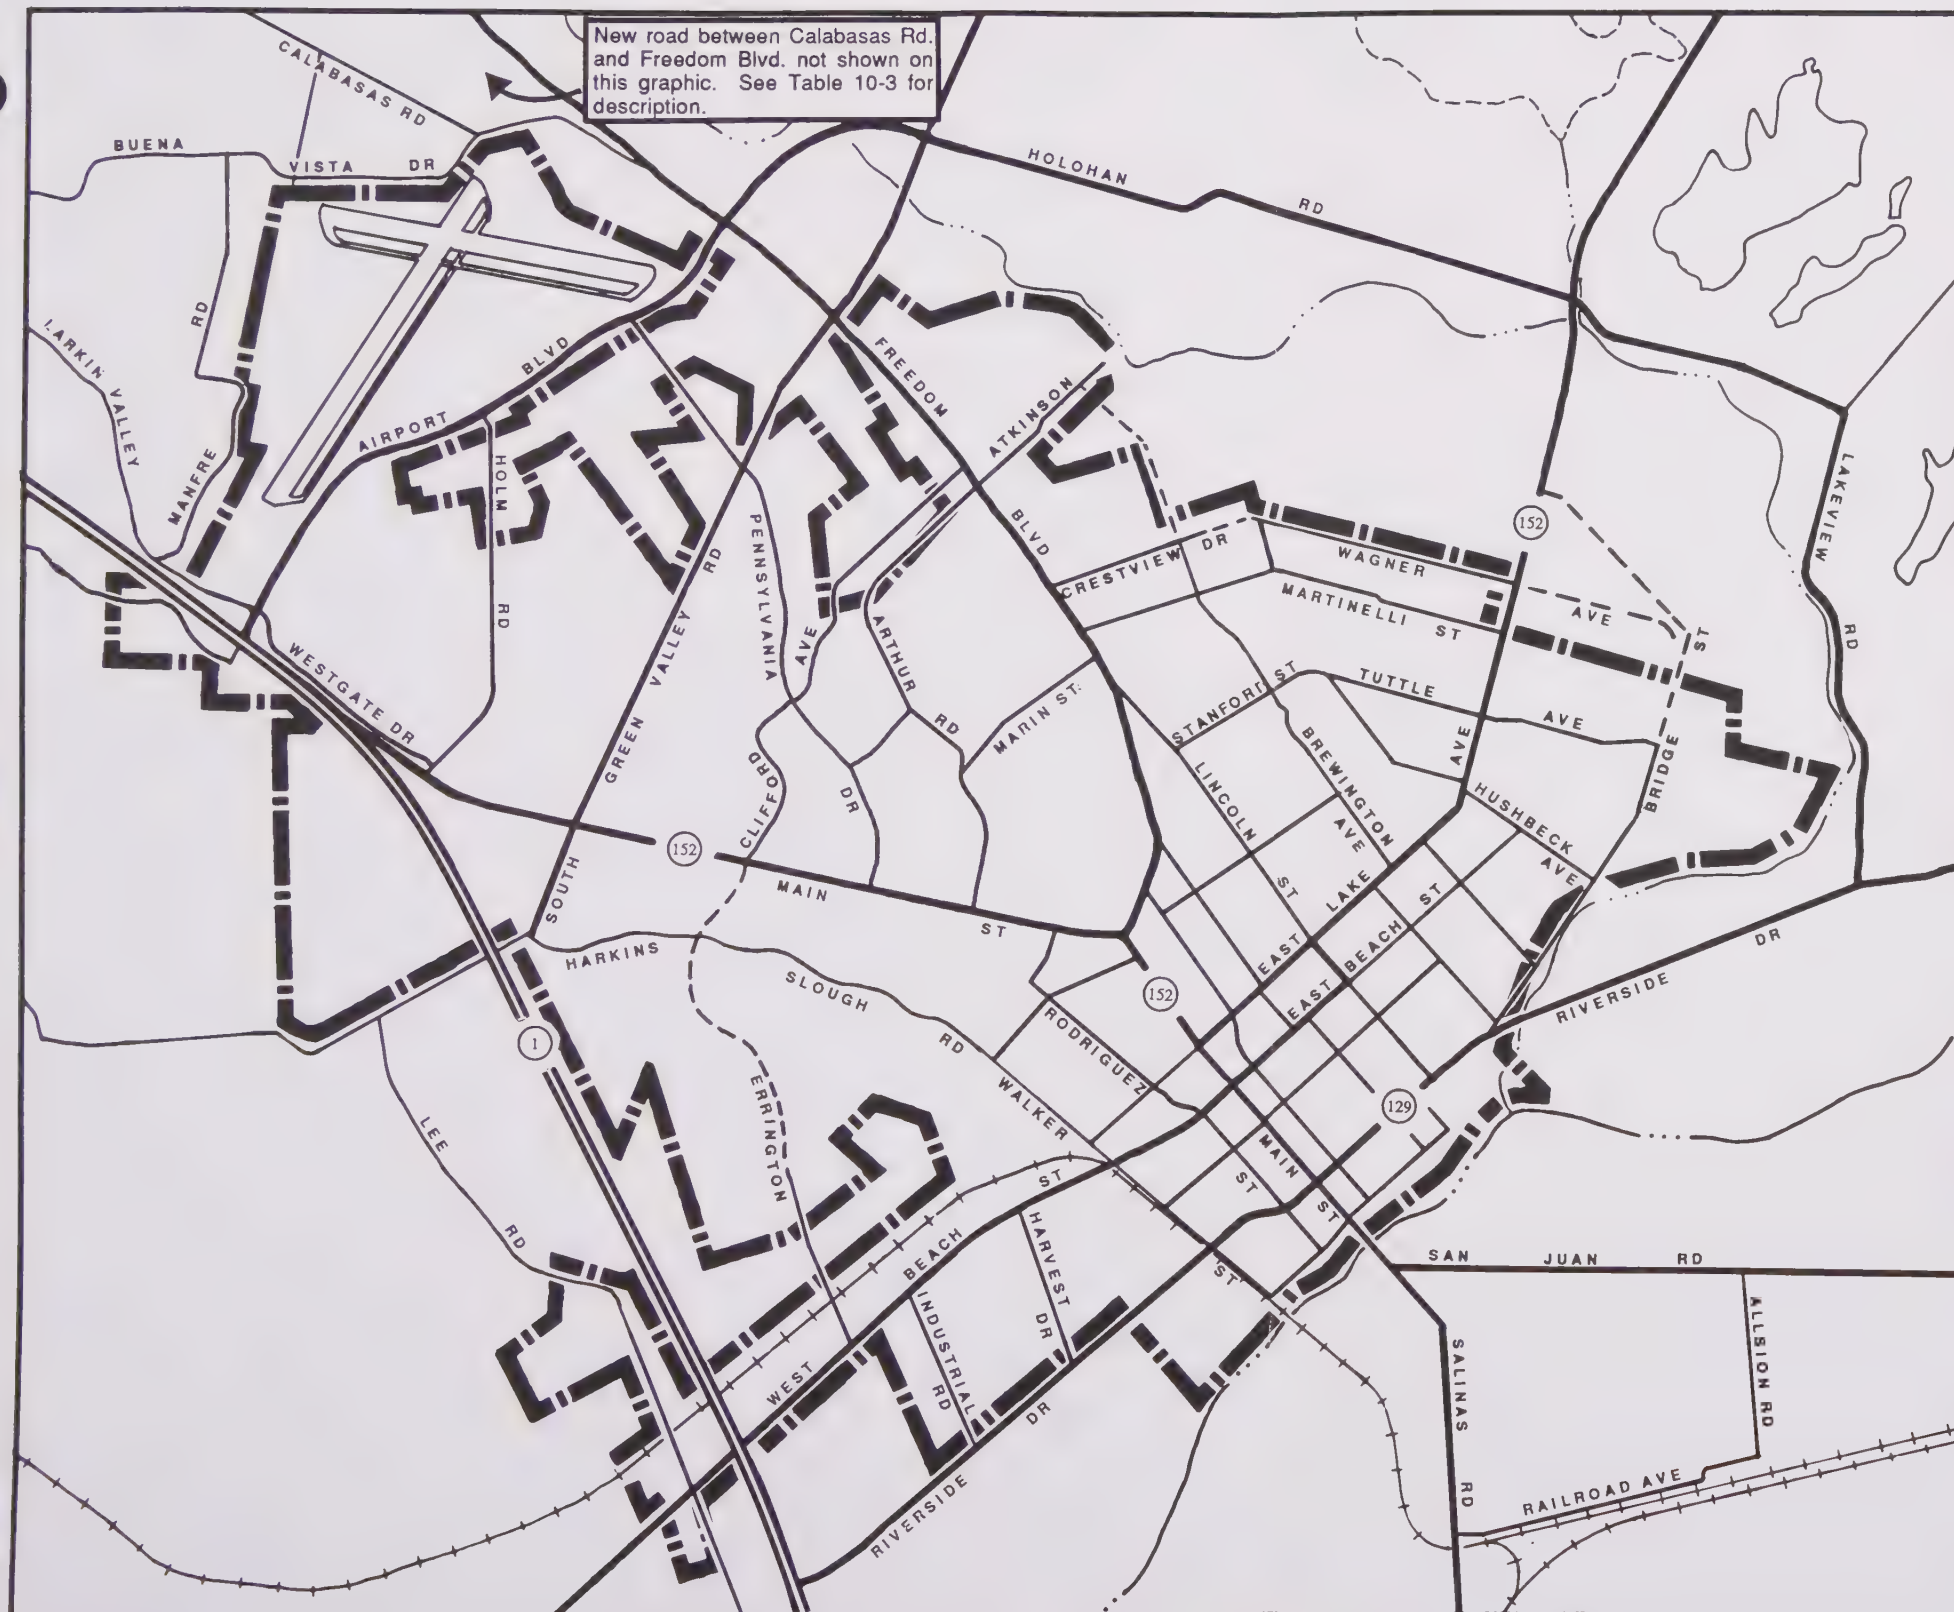 New road between Calabasas Rd.
and Freedom Blvd. not shown on
this graphic. See Table 10-3 for
description.
CALABASAS RD
BUENA VISTA DR
HOLOHAN RD
RD
LARKIN VALLEY
MANFRE
AIRPORT BLVD
HOLM RD
FREEDOM BLVD
ATKINSON
LAKEVIEW RD
152
CRESTVIEW DR
WAGNER AVE
MARTINELLI ST
PENNSYLVANIA DR
AVE
CLIFFORD
ARTHUR RD
MARIN ST.
WESTGATE DR
SOUTH GREEN VALLEY RD
STANFORD ST
TUTTLE AVE
BREWINGTON AVE
LINCOLN ST
AVE
BRIDGE ST
HUSHBECK AVE
152
MAIN ST
EAST LAKE
EAST BEACH ST
HARKINS SLOUGH RD
152
RIVERSIDE DR
RODRIGUEZ ST
WALKER ST
1
129
LEE RD
ERRINGTON
MAIN ST
WEST BEACH ST
HARVEST DR
INDUSTRIAL RD
SAN JUAN RD
ALLBION RD
SALINAS RD
RIVERSIDE DR
RAILROAD AVE